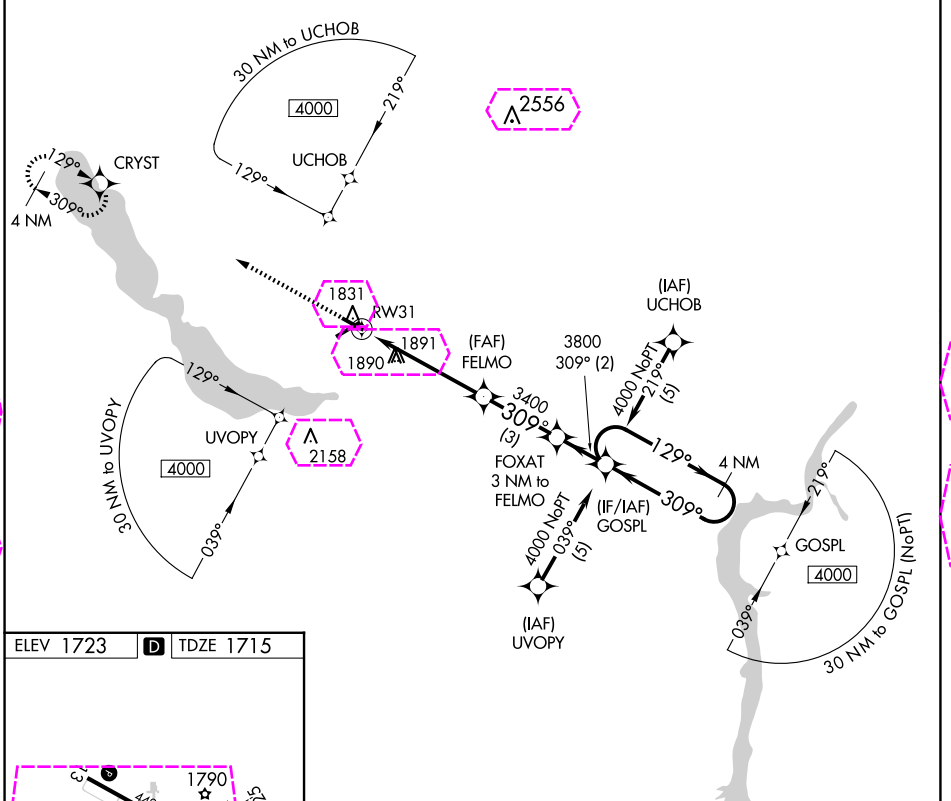 30 NM to UCHOB
4000
219°
UCHOB
129°
2556
CRYST
129°
309°
4 NM
1831
RW31
1891
1890
(FAF)
FELMO
3800
309° (2)
(IAF)
UCHOB
4000 NoPT
219°
(5)
3400
309°
(3)
FOXAT
3 NM to
FELMO
129°
4 NM
309°
(IF/IAF)
GOSPL
4000 NoPT
039°
(5)
(IAF)
UVOPY
129°
UVOPY
30 NM to UVOPY
4000
039°
2158
219°
GOSPL
4000
039°
30 NM to GOSPL (NoPT)
ELEV 1723
D
TDZE 1715
13
P
1790